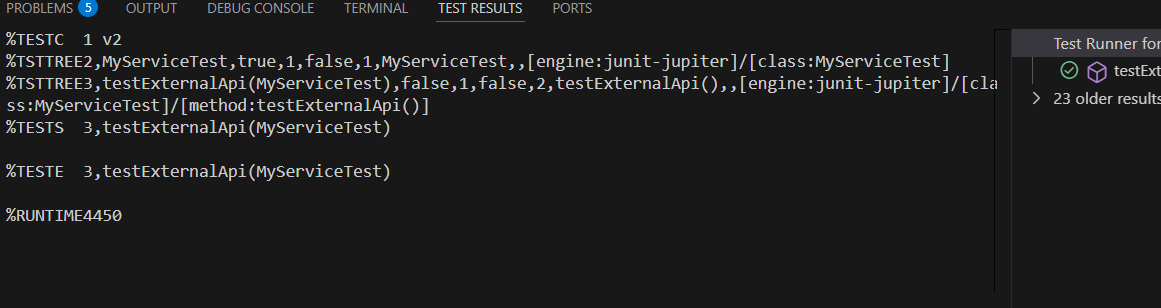 PROBLEMS 5 OUTPUT DEBUG CONSOLE TERMINAL TEST RESULTS PORTS
%TESTC  1 v2
%TSTTREE2,MyServiceTest,true,1,false,1,MyServiceTest,,[engine:junit-jupiter]/[class:MyServiceTest]
%TSTTREE3,testExternalApi(MyServiceTest),false,1,false,2,testExternalApi(),,[engine:junit-jupiter]/[cla
ss:MyServiceTest]/[method:testExternalApi()]
%TESTS  3,testExternalApi(MyServiceTest)
%TESTE  3,testExternalApi(MyServiceTest)
%RUNTIME4450
Test Runner for
testExt
23 older results